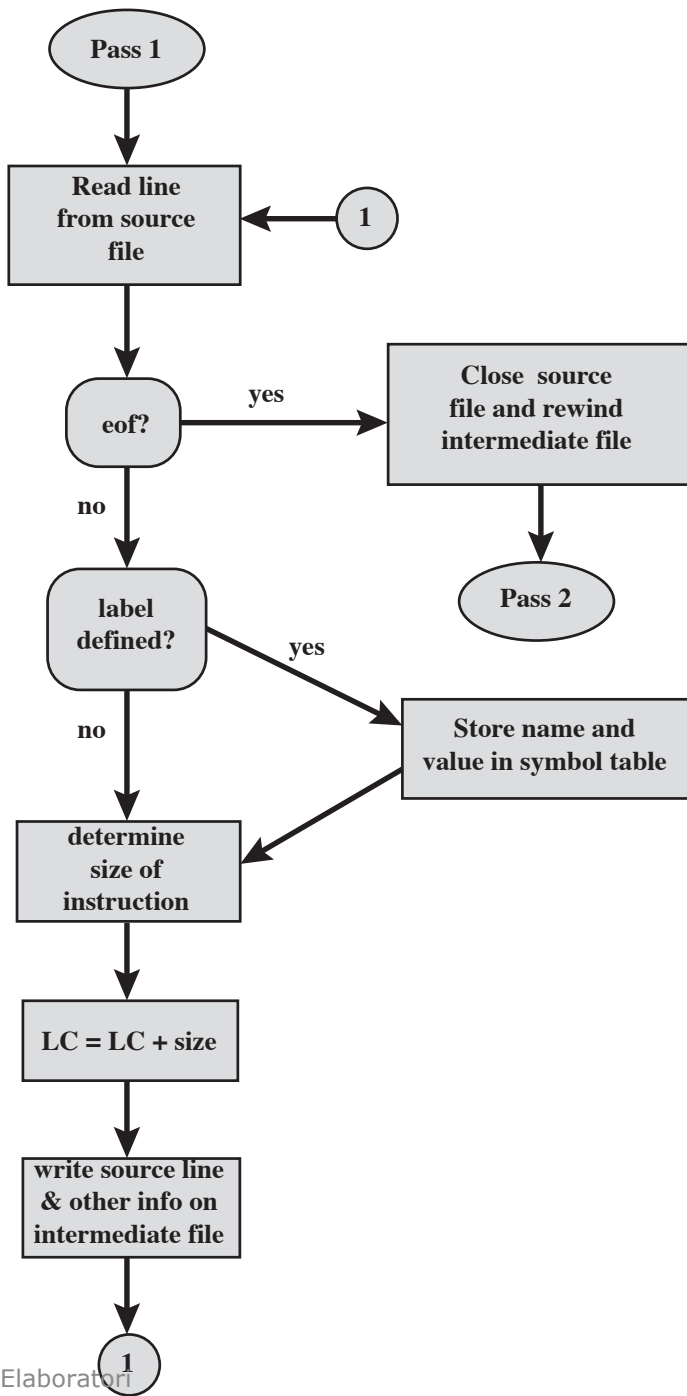 Pass 1
Read line
from source
file
1
eof?
yes
Close source
file and rewind
intermediate file
no
Pass 2
label
defined?
yes
no
Store name and
value in symbol table
determine
size of
instruction
LC = LC + size
write source line
& other info on
intermediate file
1
Elaboratori